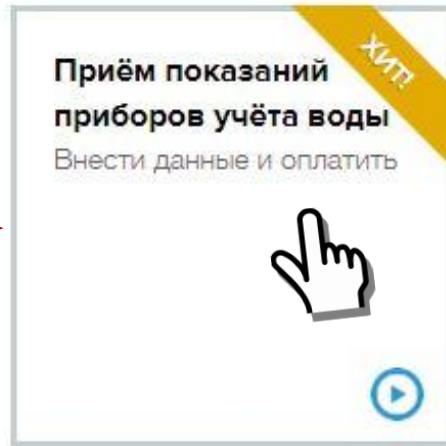 ХИТ!
Приём показаний
приборов учёта воды
Внести данные и оплатить